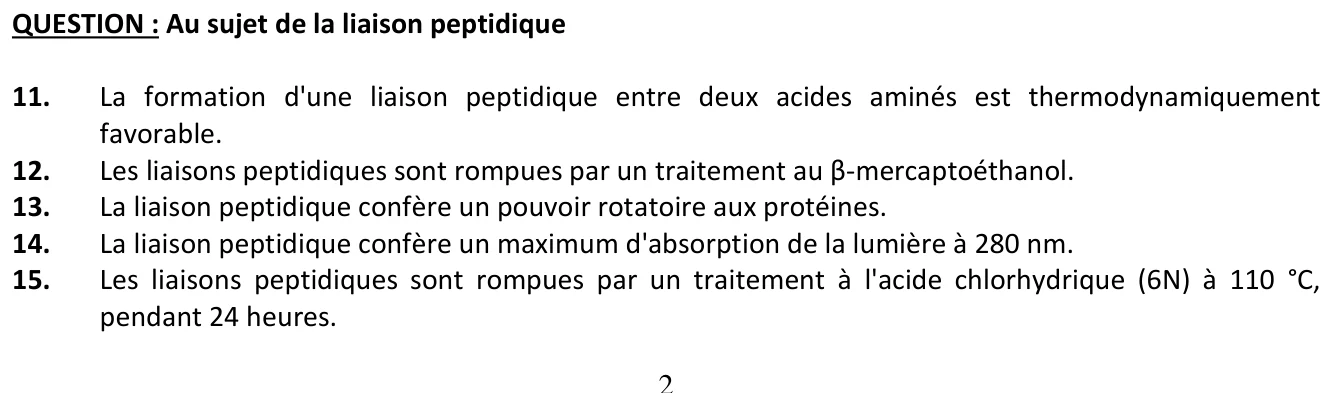 QUESTION : Au sujet de la liaison peptidique
11. La formation d'une liaison peptidique entre deux acides aminés est thermodynamiquement
favorable.
12. Les liaisons peptidiques sont rompues par un traitement au β-mercaptoéthanol.
13. La liaison peptidique confère un pouvoir rotatoire aux protéines.
14. La liaison peptidique confère un maximum d'absorption de la lumière à 280 nm.
15. Les liaisons peptidiques sont rompues par un traitement à l'acide chlorhydrique (6N) à 110 °C,
pendant 24 heures.
2